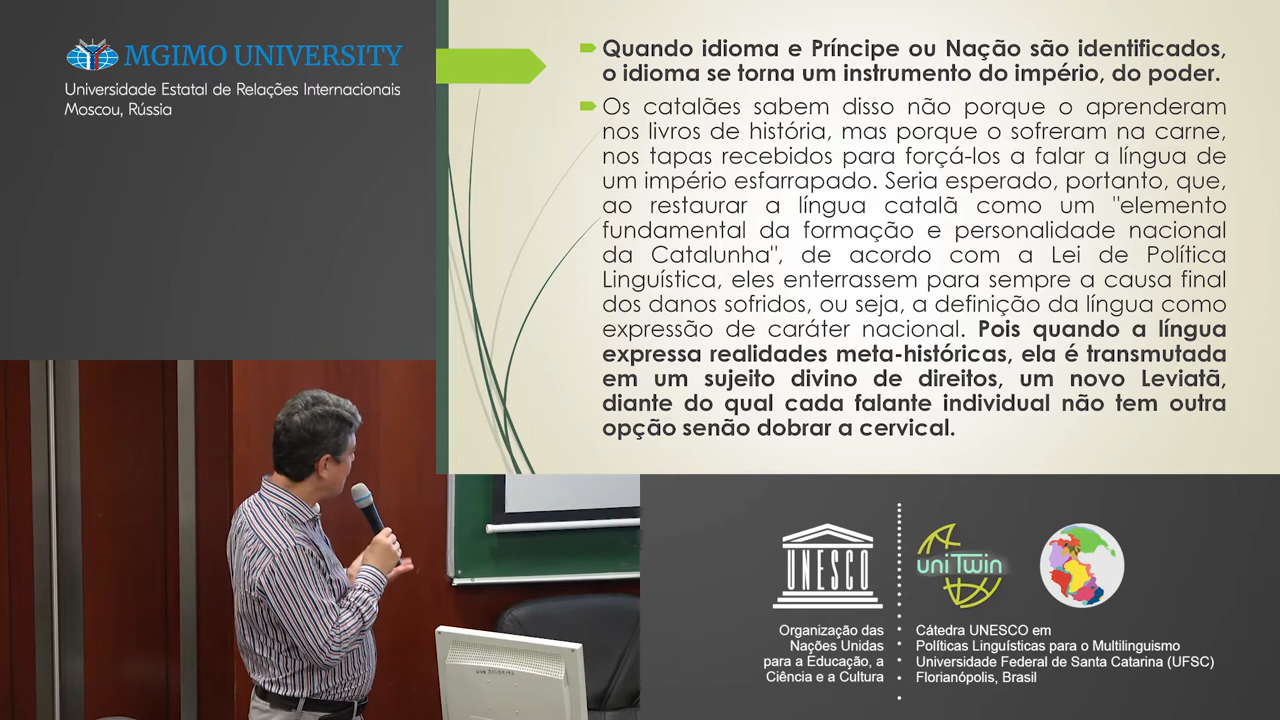 MGIMO UNIVERSITY
Universidade Estatal de Relações Internacionais
Moscou, Rússia
Quando idioma e Príncipe ou Nação são identificados,
o idioma se torna um instrumento do império, do poder.
Os catalães sabem disso não porque o aprenderam
nos livros de história, mas porque o sofreram na carne,
nos tapas recebidos para forçá-los a falar a língua de
um império esfarrapado. Seria esperado, portanto, que,
ao restaurar a língua catalã como um "elemento
fundamental da formação e personalidade nacional
da Catalunha", de acordo com a Lei de Política
Linguística, eles enterrassem para sempre a causa final
dos danos sofridos, ou seja, a definição da língua como
expressão de caráter nacional. Pois quando a língua
expressa realidades meta-históricas, ela é transmutada
em um sujeito divino de direitos, um novo Leviatã,
diante do qual cada falante individual não tem outra
opção senão dobrar a cervical.
UNESCO
Organização das
Nações Unidas
para a Educação, a
Ciência e a Cultura
uniTwin
Cátedra UNESCO em
Políticas Linguísticas para o Multilinguismo
Universidade Federal de Santa Catarina (UFSC)
Florianópolis, Brasil